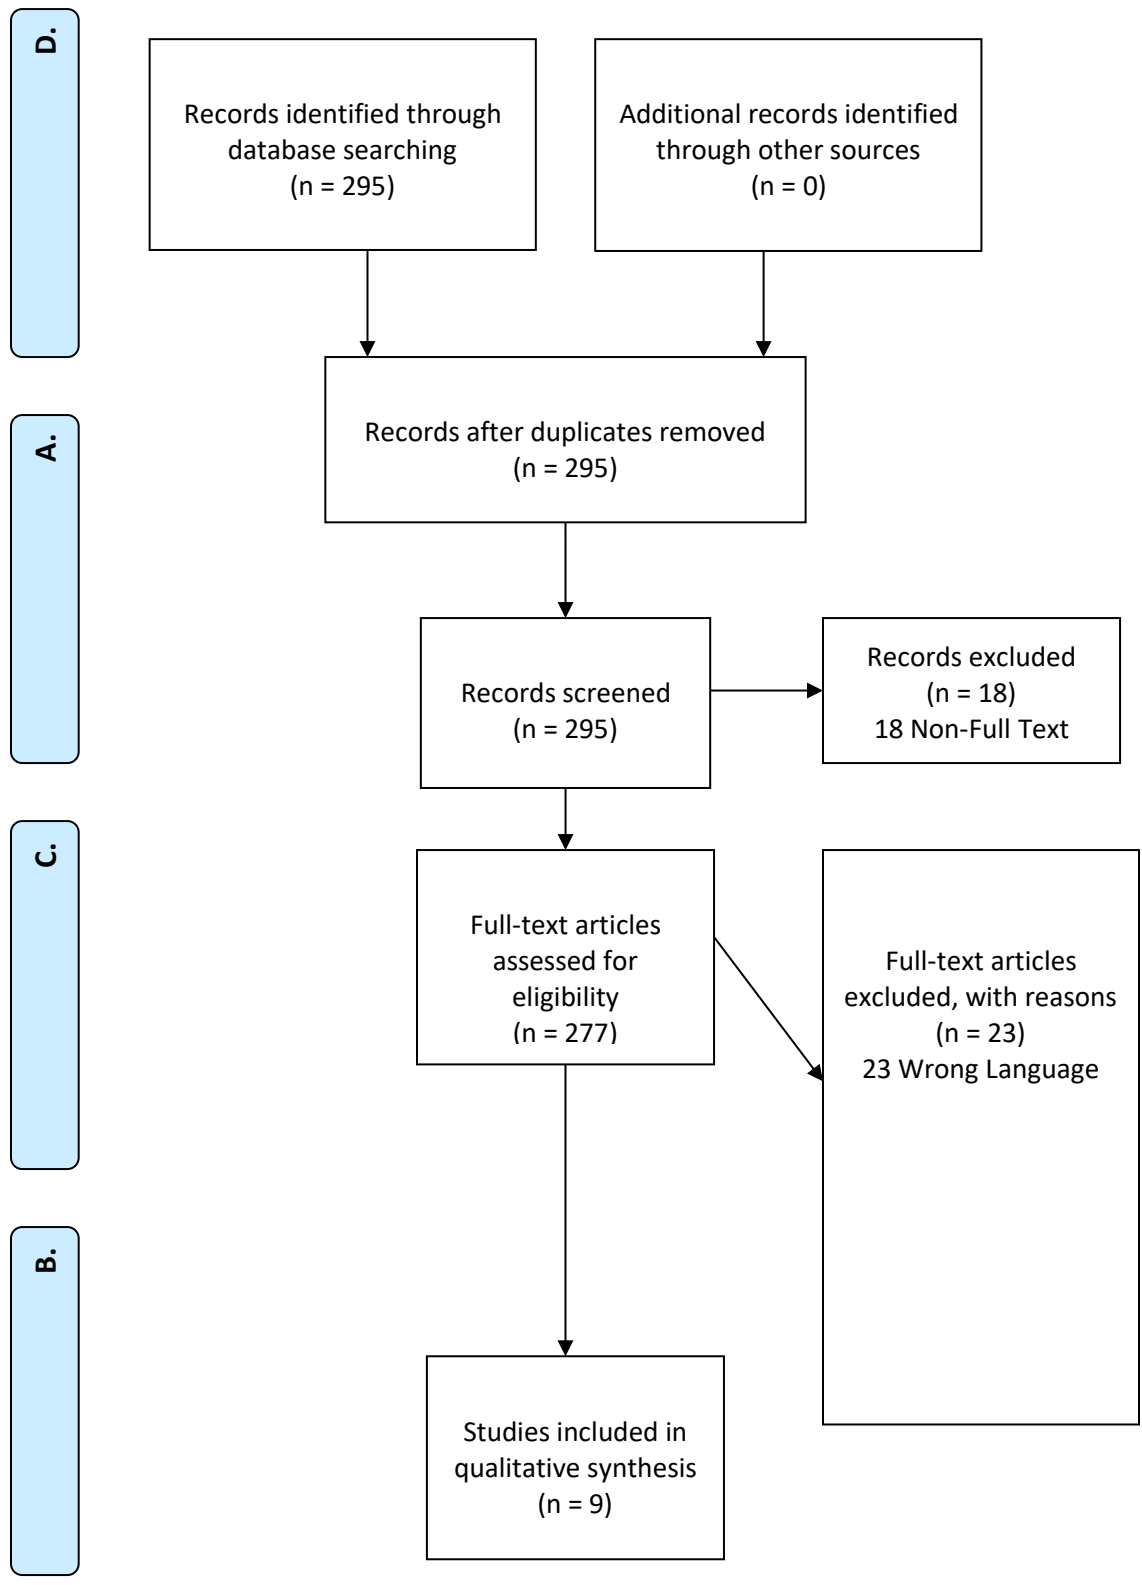 D.
Records identified through
database searching
(n = 295)
Additional records identified
through other sources
(n = 0)
A.
Records after duplicates removed
(n = 295)
Records screened
(n = 295)
Records excluded
(n = 18)
18 Non-Full Text
C.
Full-text articles
assessed for
eligibility
(n = 277)
Full-text articles
excluded, with reasons
(n = 23)
23 Wrong Language
B.
Studies included in
qualitative synthesis
(n = 9)